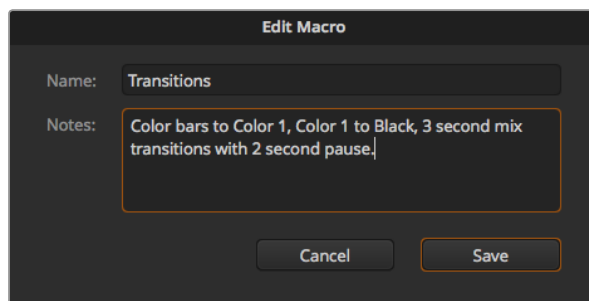 Edit Macro
Name: Transitions
Notes: Color bars to Color 1, Color 1 to Black, 3 second mix
transitions with 2 second pause.
Cancel Save